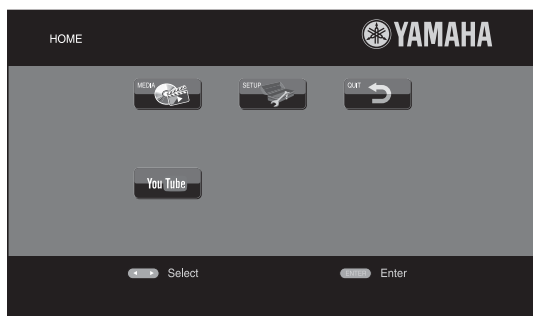 HOME
YAMAHA
MEDIA
SETUP
QUIT
You Tube
Select
ENTER Enter